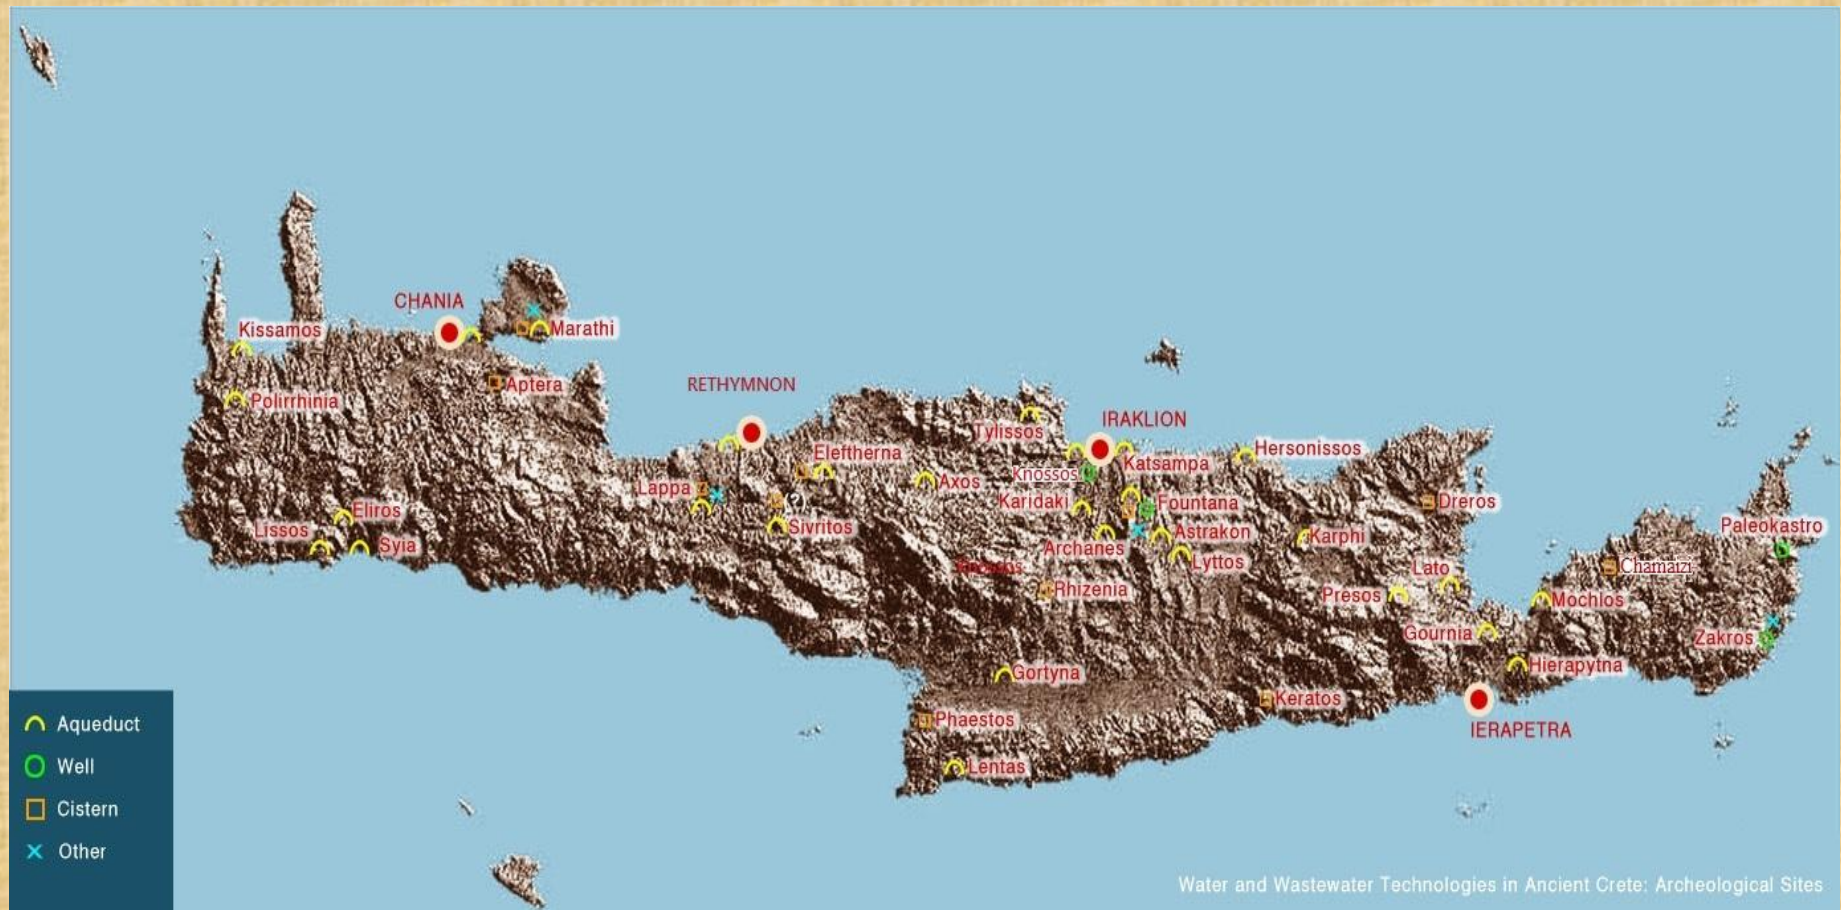 CHANIA
Kissamos
Marathi
Polirrhinia
Aptera
RETHYMNON
IRAKLION
Tylissos
Eleftherna
Katsampa
Hersonissos
Knossos
Axos
Lappa
(?)
Karidaki
Fountana
Dreros
Eliros
Sivritos
Lissos
Syia
Archanes
Astrakon
Karphi
Paleokastro
Lyttos
Lato
Chamaizi
Rhizenia
Presos
Mochlos
Gournia
Zakros
Hierapytna
Gortyna
Keratos
Phaestos
IERAPETRA
Lentas
Aqueduct
Well
Cistern
Other
Water and Wastewater Technologies in Ancient Crete: Archeological Sites